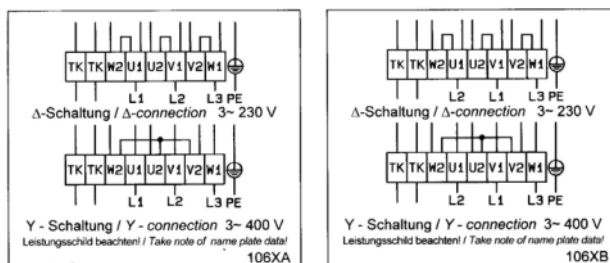 TK TK W2 U1 U2 V1 V2 W1
L1 L2 L3 PE
Δ-Schaltung / Δ-connection 3~ 230 V
TK TK W2 U1 U2 V1 V2 W1
L1 L2 L3 PE
Y - Schaltung / Y - connection 3~ 400 V
Leistungsschild beachten! / Take note of name plate data!
106XA
TK TK W2 U1 U2 V1 V2 W1
L2 L1 L3 PE
Δ-Schaltung / Δ-connection 3~ 230 V
TK TK W2 U1 U2 V1 V2 W1
L2 L1 L3 PE
Y - Schaltung / Y - connection 3~ 400 V
Leistungsschild beachten! / Take note of name plate data!
106XB